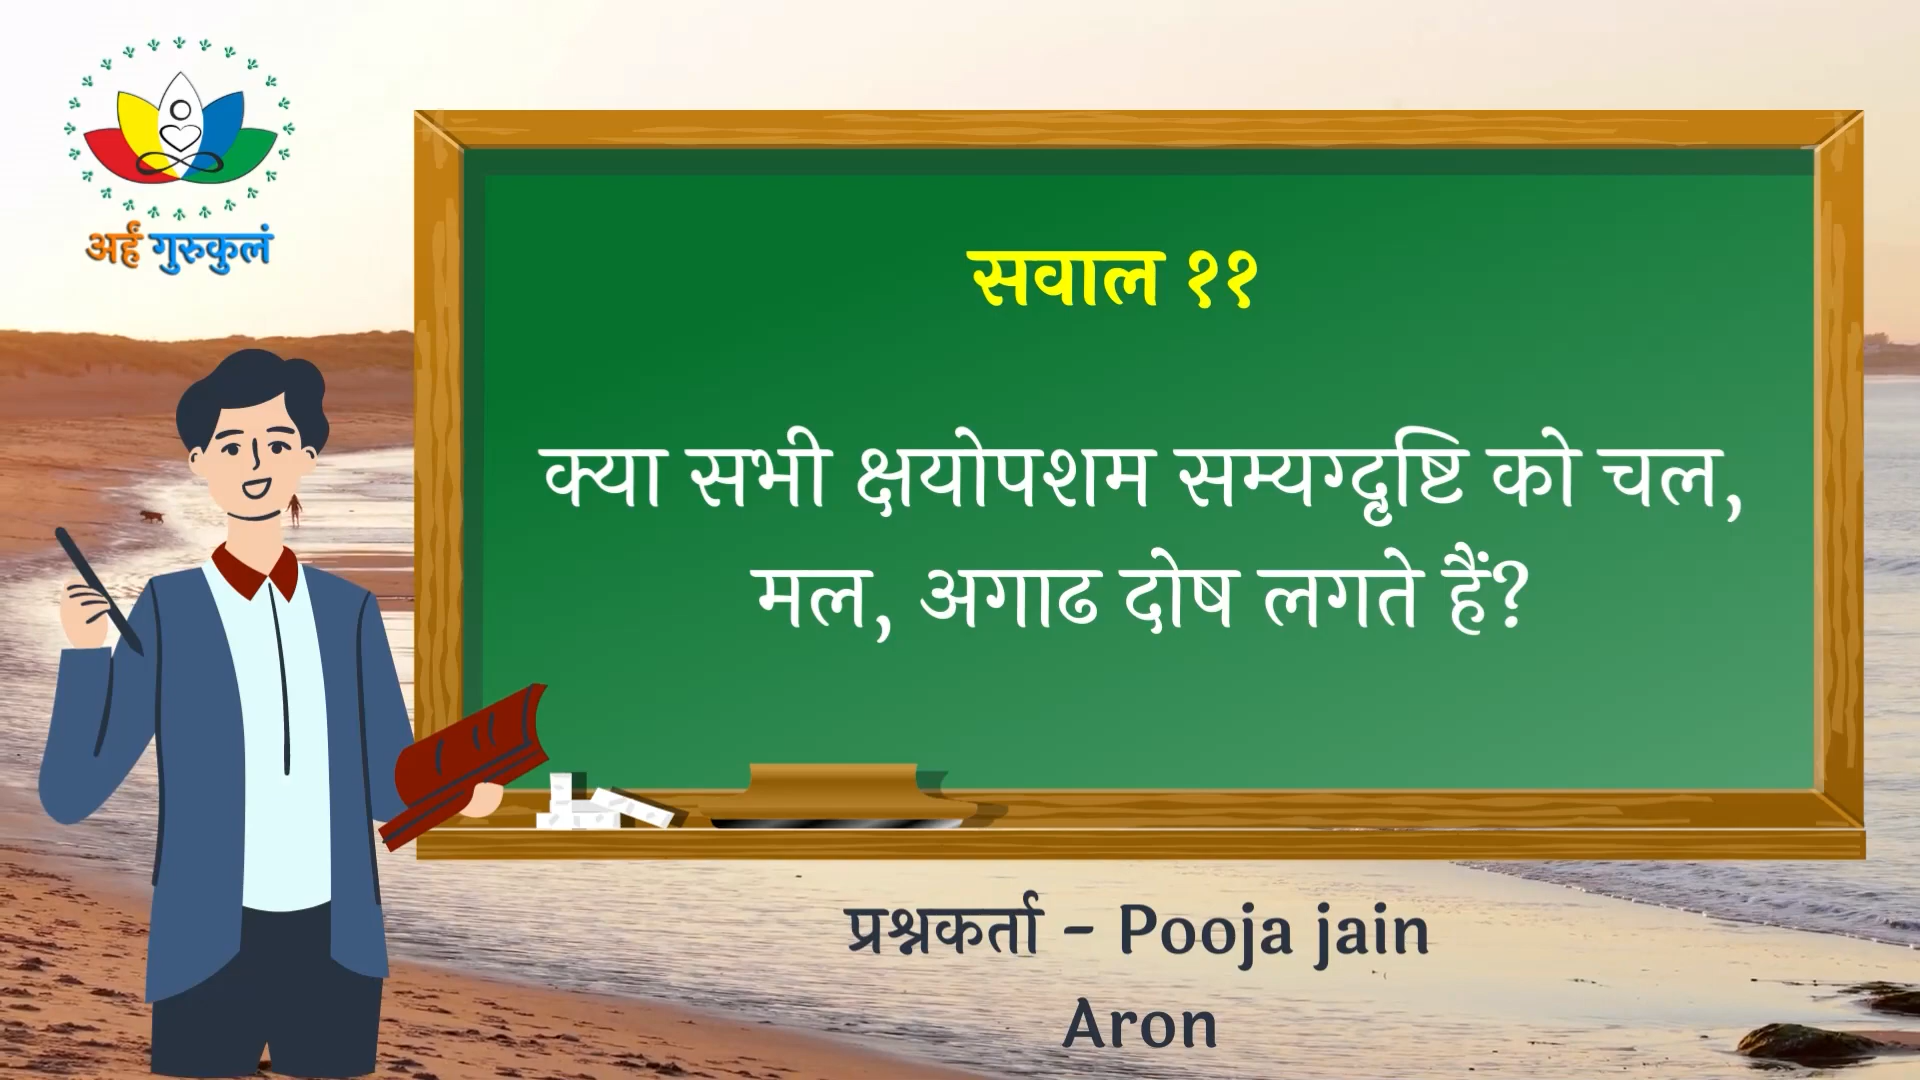 अर्हं गुरुकुलं
सवाल ११
क्या सभी क्षयोपशम सम्यग्दृष्टि को चल,
मल, अगाढ दोष लगते हैं?
प्रश्नकर्ता - Pooja jain
Aron